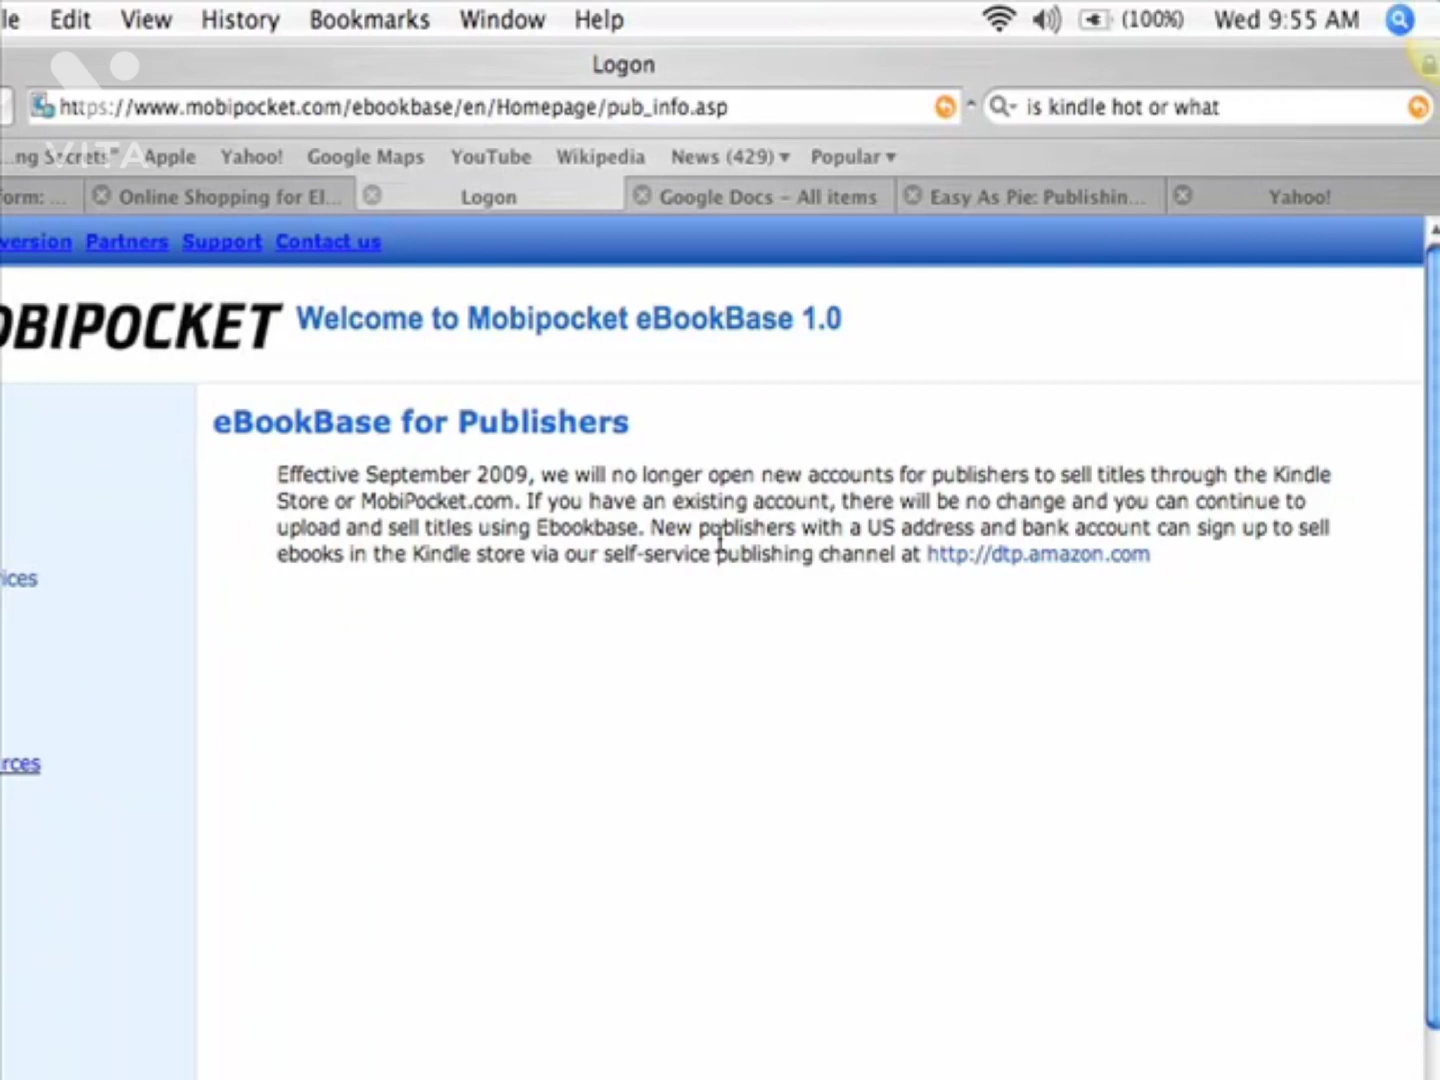 le Edit View History Bookmarks Window Help (100%) Wed 9:55 AM
Logon
https://www.mobipocket.com/ebookbase/en/Homepage/pub_info.asp is kindle hot or what
...ng Secrets" Apple Yahoo! Google Maps YouTube Wikipedia News (429) Popular
VITA
form: ... Online Shopping for El... Logon Google Docs – All items Easy As Pie: Publishin... Yahoo!
version Partners Support Contact us
OBIPOCKET Welcome to Mobipocket eBookBase 1.0
eBookBase for Publishers
Effective September 2009, we will no longer open new accounts for publishers to sell titles through the Kindle
Store or MobiPocket.com. If you have an existing account, there will be no change and you can continue to
upload and sell titles using Ebookbase. New publishers with a US address and bank account can sign up to sell
ebooks in the Kindle store via our self-service publishing channel at http://dtp.amazon.com
ices
rces